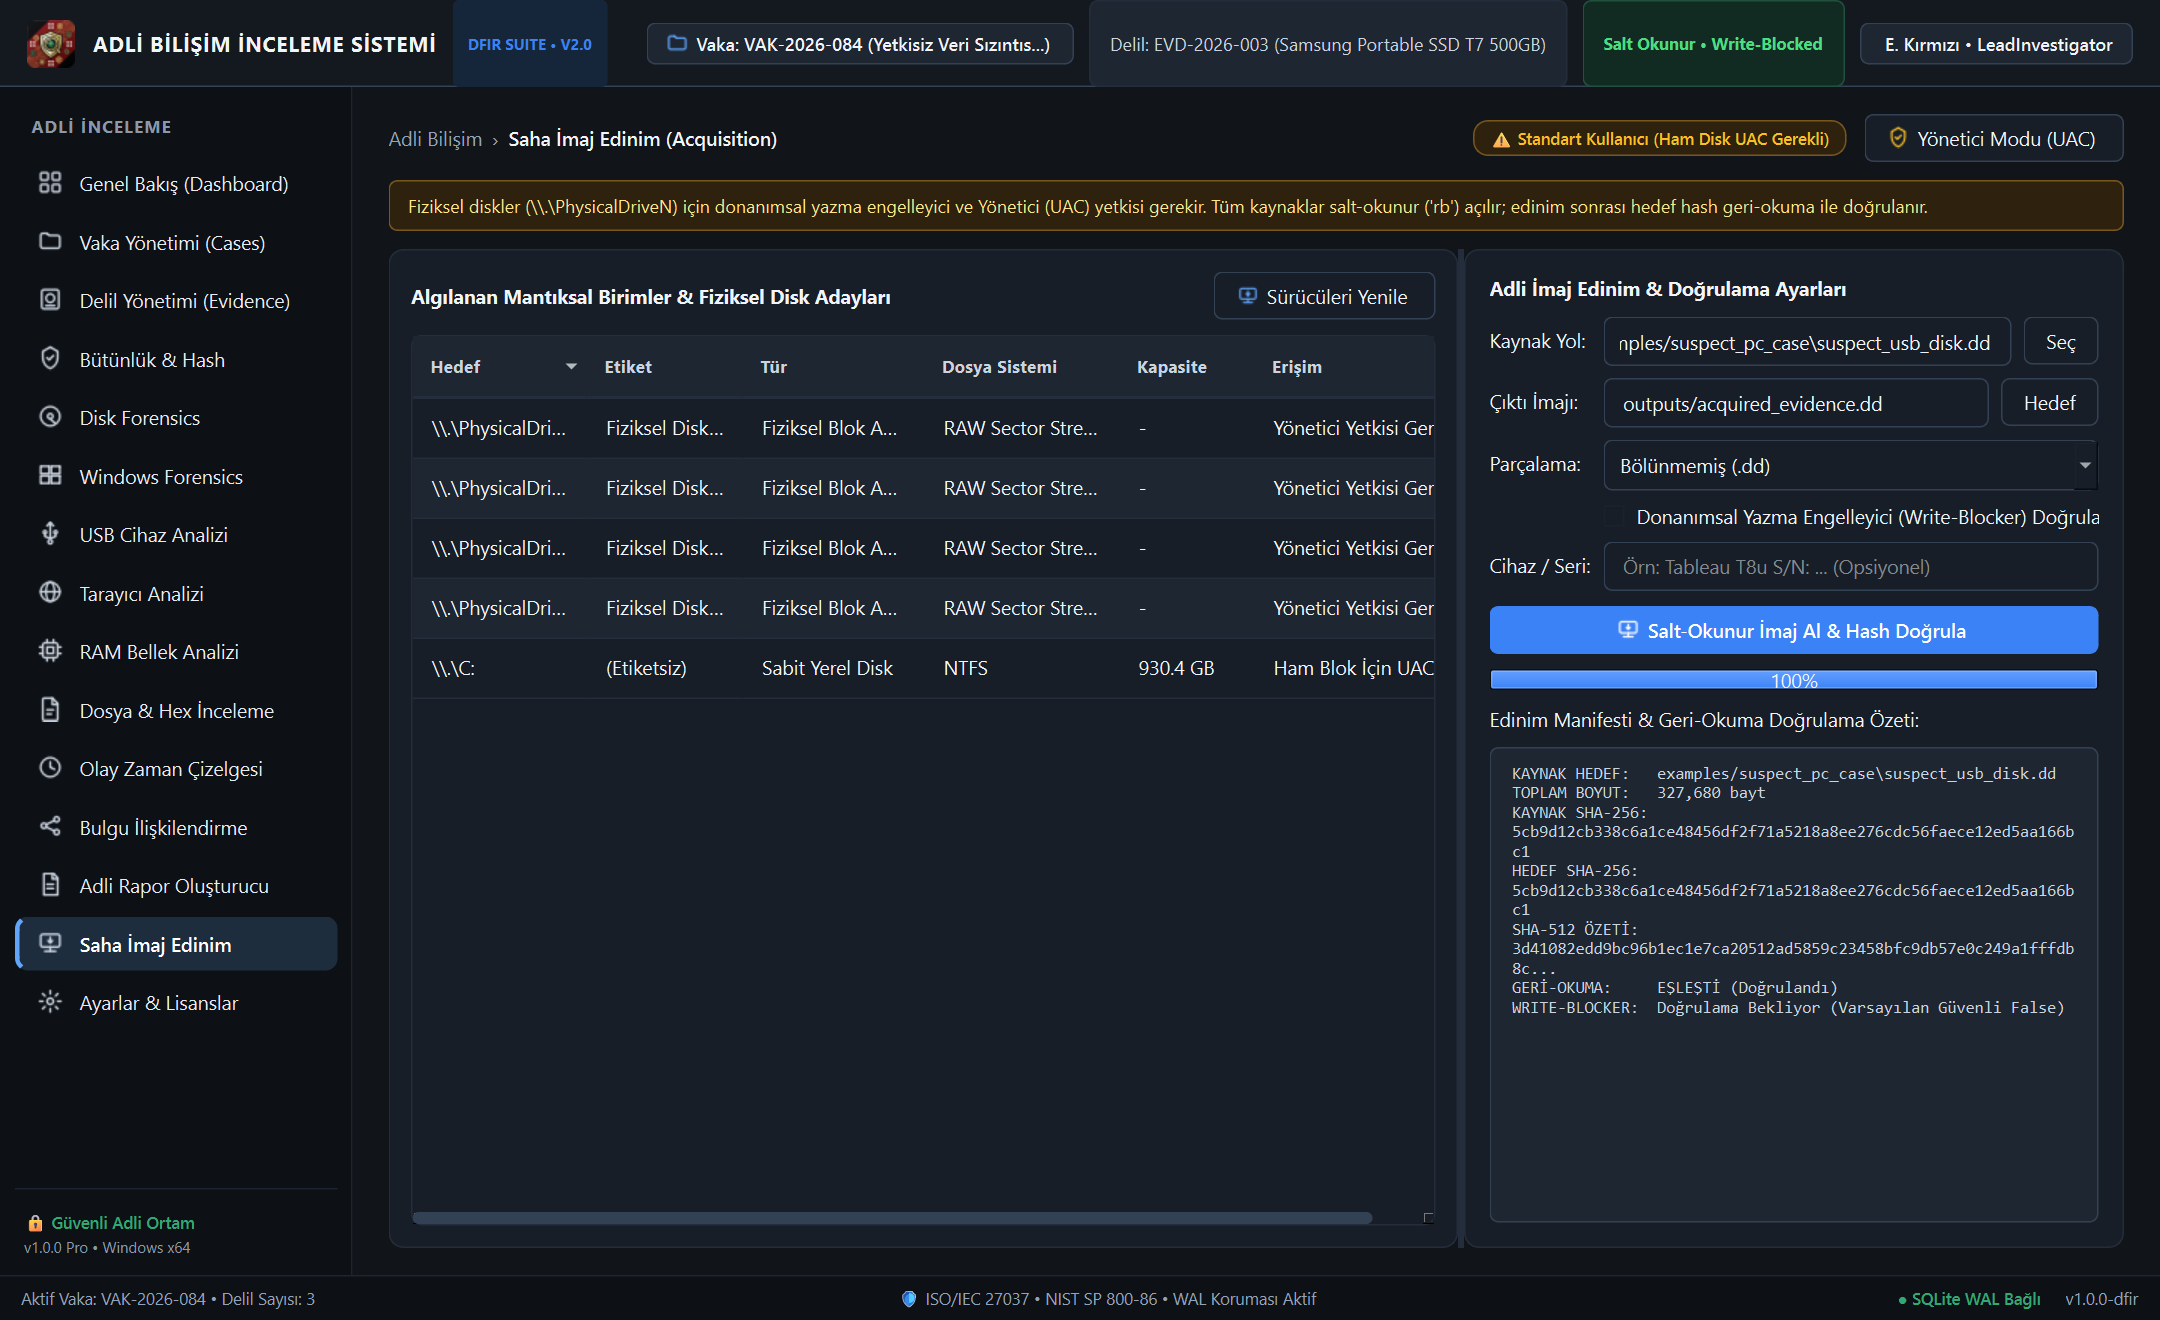 ADLİ BİLİŞİM İNCELEME SİSTEMİ
DFIR SUITE • V2.0
Vaka: VAK-2026-084 (Yetkisiz Veri Sızıntıs...)
Delil: EVD-2026-003 (Samsung Portable SSD T7 500GB)
Salt Okunur • Write-Blocked
E. Kırmızı • LeadInvestigator
ADLİ İNCELEME
Genel Bakış (Dashboard)
Vaka Yönetimi (Cases)
Delil Yönetimi (Evidence)
Bütünlük & Hash
Disk Forensics
Windows Forensics
USB Cihaz Analizi
Tarayıcı Analizi
RAM Bellek Analizi
Dosya & Hex İnceleme
Olay Zaman Çizelgesi
Bulgu İlişkilendirme
Adli Rapor Oluşturucu
Saha İmaj Edinim
Ayarlar & Lisanslar
Güvenli Adli Ortam
v1.0.0 Pro • Windows x64
Adli Bilişim › Saha İmaj Edinim (Acquisition)
Standart Kullanıcı (Ham Disk UAC Gerekli)
Yönetici Modu (UAC)
Fiziksel diskler (\\.\PhysicalDriveN) için donanımsal yazma engelleyici ve Yönetici (UAC) yetkisi gerekir. Tüm kaynaklar salt-okunur ('rb') açılır; edinim sonrası hedef hash geri-okuma ile doğrulanır.
Algılanan Mantıksal Birimler & Fiziksel Disk Adayları
Sürücüleri Yenile
Hedef Etiket Tür Dosya Sistemi Kapasite Erişim
\\.\PhysicalDri... Fiziksel Disk... Fiziksel Blok A... RAW Sector Stre... - Yönetici Yetkisi Ger
\\.\PhysicalDri... Fiziksel Disk... Fiziksel Blok A... RAW Sector Stre... - Yönetici Yetkisi Ger
\\.\PhysicalDri... Fiziksel Disk... Fiziksel Blok A... RAW Sector Stre... - Yönetici Yetkisi Ger
\\.\PhysicalDri... Fiziksel Disk... Fiziksel Blok A... RAW Sector Stre... - Yönetici Yetkisi Ger
\\.\C: (Etiketsiz) Sabit Yerel Disk NTFS 930.4 GB Ham Blok İçin UAC
Adli İmaj Edinim & Doğrulama Ayarları
Kaynak Yol: nples/suspect_pc_case\suspect_usb_disk.dd Seç
Çıktı İmajı: outputs/acquired_evidence.dd Hedef
Parçalama: Bölünmemiş (.dd)
Donanımsal Yazma Engelleyici (Write-Blocker) Doğrula
Cihaz / Seri: Örn: Tableau T8u S/N: ... (Opsiyonel)
Salt-Okunur İmaj Al & Hash Doğrula
100%
Edinim Manifesti & Geri-Okuma Doğrulama Özeti:
KAYNAK HEDEF: examples/suspect_pc_case\suspect_usb_disk.dd
TOPLAM BOYUT: 327,680 bayt
KAYNAK SHA-256:
5cb9d12cb338c6a1ce48456df2f71a5218a8ee276cdc56faece12ed5aa166b
c1
HEDEF SHA-256:
5cb9d12cb338c6a1ce48456df2f71a5218a8ee276cdc56faece12ed5aa166b
c1
SHA-512 ÖZETİ:
3d41082edd9bc96b1ec1e7ca20512ad5859c23458bfc9db57e0c249a1fffdb
8c...
GERİ-OKUMA: EŞLEŞTİ (Doğrulandı)
WRITE-BLOCKER: Doğrulama Bekliyor (Varsayılan Güvenli False)
Aktif Vaka: VAK-2026-084 • Delil Sayısı: 3
ISO/IEC 27037 • NIST SP 800-86 • WAL Koruması Aktif
● SQLite WAL Bağlı
v1.0.0-dfir